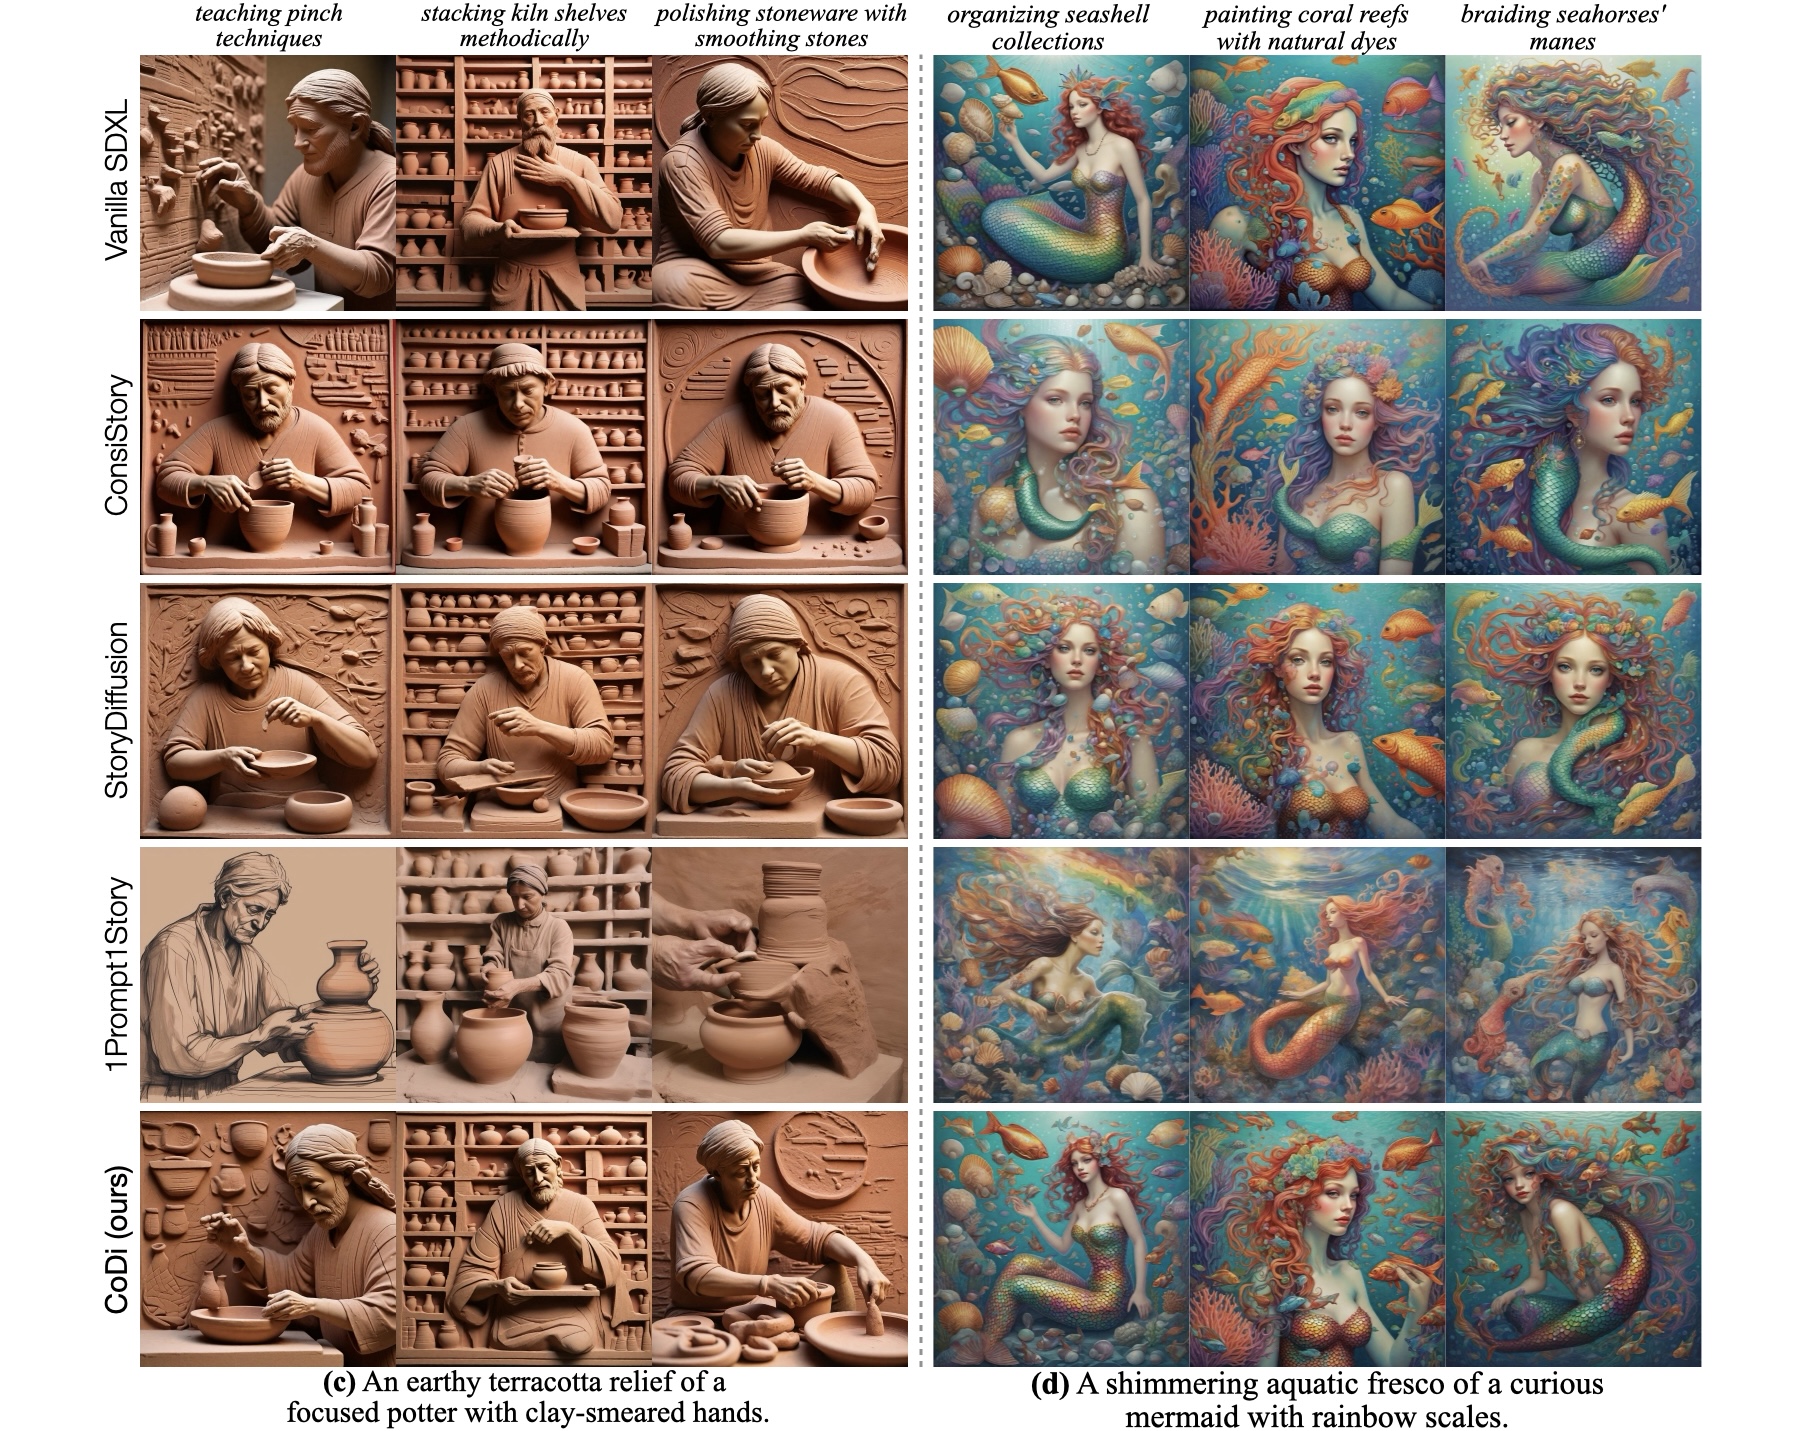 teaching pinch
techniques
stacking kiln shelves
methodically
polishing stoneware with
smoothing stones
organizing seashell
collections
painting coral reefs
with natural dyes
braiding seahorses'
manes
Vanilla SDXL
ConsiStory
StoryDiffusion
1Prompt1Story
CoDi (ours)
(c) An earthy terracotta relief of a
focused potter with clay-smeared hands.
(d) A shimmering aquatic fresco of a curious
mermaid with rainbow scales.